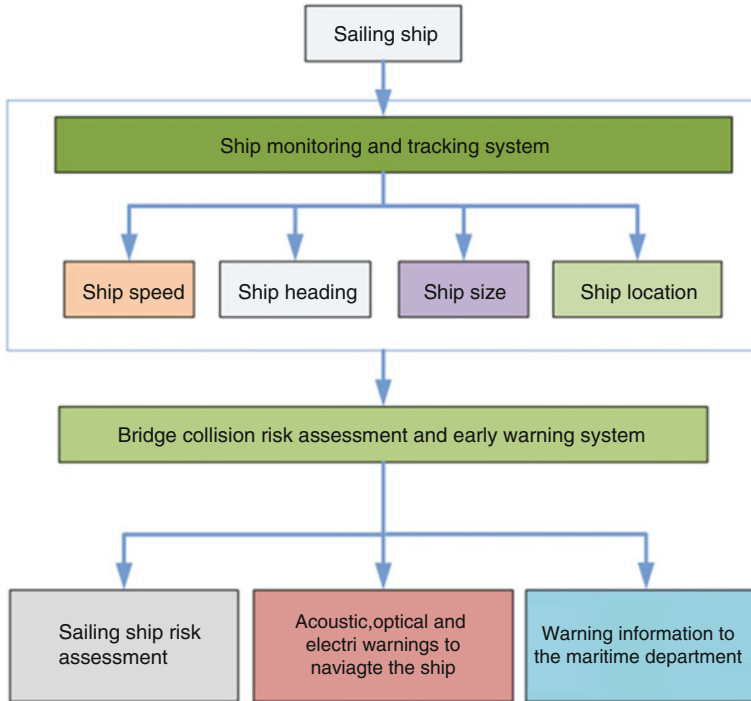 Sailing ship
Ship monitoring and tracking system
Ship speed
Ship heading
Ship size
Ship location
Bridge collision risk assessment and early warning system
Sailing ship risk
assessment
Acoustic,optical and
electri warnings to
naviagte the ship
Warning information to
the maritime department